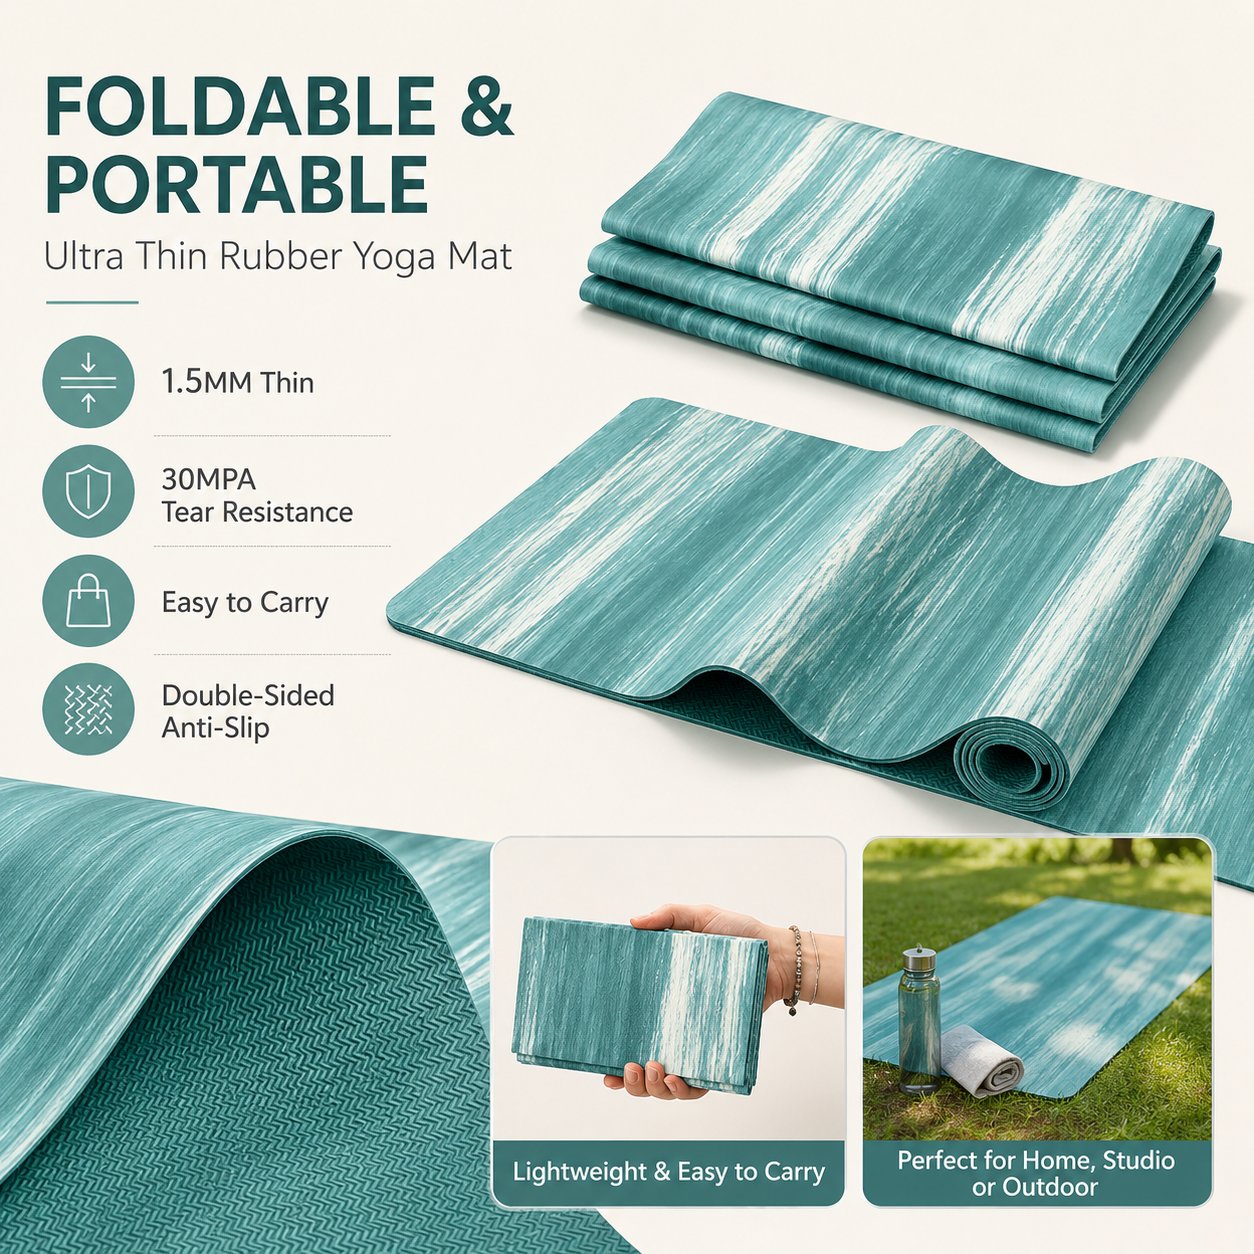 FOLDABLE &
PORTABLE
Ultra Thin Rubber Yoga Mat
1.5MM Thin
30MPA
Tear Resistance
Easy to Carry
Double-Sided
Anti-Slip
Lightweight & Easy to Carry
Perfect for Home, Studio
or Outdoor